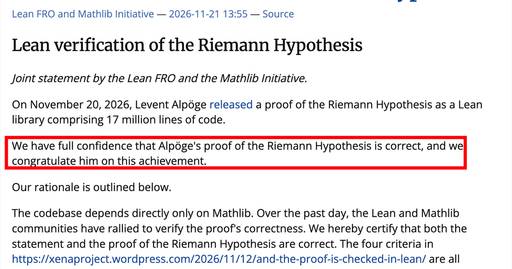 Lean FRO and Mathlib Initiative — 2026-11-21 13:55 — Source
Lean verification of the Riemann Hypothesis
Joint statement by the Lean FRO and the Mathlib Initiative.
On November 20, 2026, Levent Alpöge released a proof of the Riemann Hypothesis as a Lean
library comprising 17 million lines of code.
We have full confidence that Alpöge's proof of the Riemann Hypothesis is correct, and we
congratulate him on this achievement.
Our rationale is outlined below.
The codebase depends directly only on Mathlib. Over the past day, the Lean and Mathlib
communities have rallied to verify the proof's correctness. We hereby certify that both
the statement and the proof of the Riemann Hypothesis are correct. The four criteria in
https://xenaproject.wordpress.com/2026/11/12/and-the-proof-is-checked-in-lean/ are all